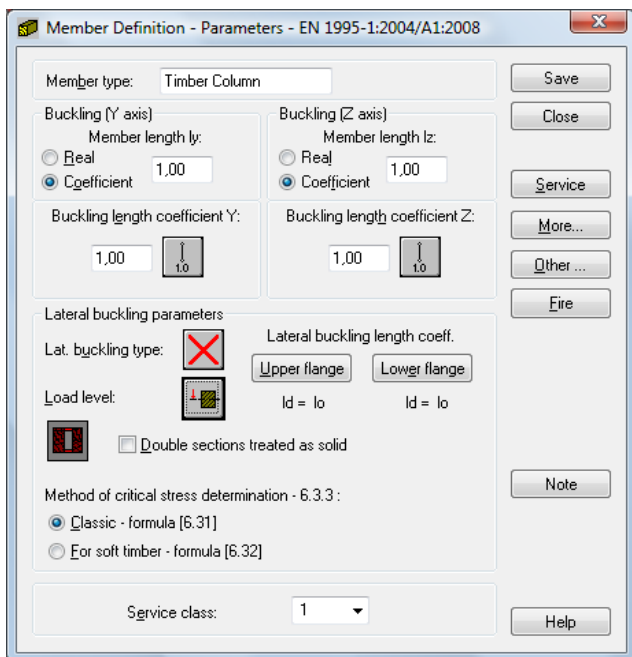 Member Definition - Parameters - EN 1995-1:2004/A1:2008
Member type: Timber Column
Save
Close
Buckling (Y axis)
Member length ly:
Real
Coefficient
1,00
Buckling (Z axis)
Member length lz:
Real
Coefficient
1,00
Service
More...
Other ...
Fire
Buckling length coefficient Y:
1,00
1.0
Buckling length coefficient Z:
1,00
1.0
Lateral buckling parameters
Lat. buckling type:
Lateral buckling length coeff.
Upper flange
Lower flange
Load level:
ld = lo
ld = lo
Double sections treated as solid
Method of critical stress determination - 6.3.3 :
Classic - formula [6.31]
For soft timber - formula [6.32]
Note
Service class: 1
Help